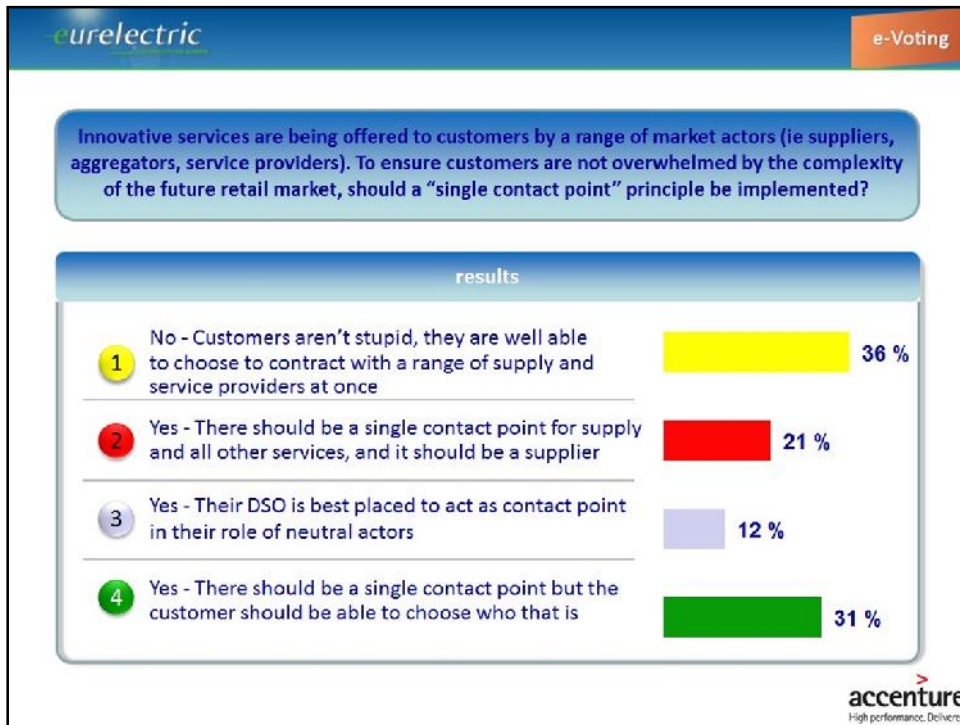 eurelectric
e-Voting
Innovative services are being offered to customers by a range of market actors (ie suppliers,
aggregators, service providers). To ensure customers are not overwhelmed by the complexity
of the future retail market, should a “single contact point” principle be implemented?
results
1
No - Customers aren’t stupid, they are well able
to choose to contract with a range of supply and
service providers at once
36 %
2
Yes - There should be a single contact point for supply
and all other services, and it should be a supplier
21 %
3
Yes - Their DSO is best placed to act as contact point
in their role of neutral actors
12 %
4
Yes - There should be a single contact point but the
customer should be able to choose who that is
31 %
>
accenture
High performance. Delivere